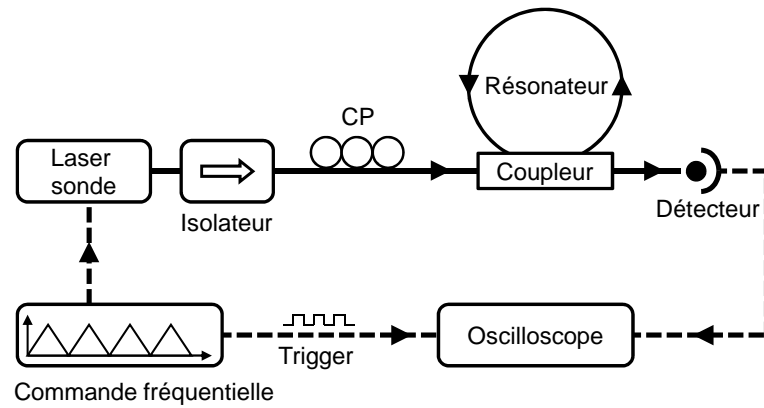 Résonateur
CP
Laser
sonde
Coupleur
Isolateur
Détecteur
Oscilloscope
Trigger
Commande fréquentielle